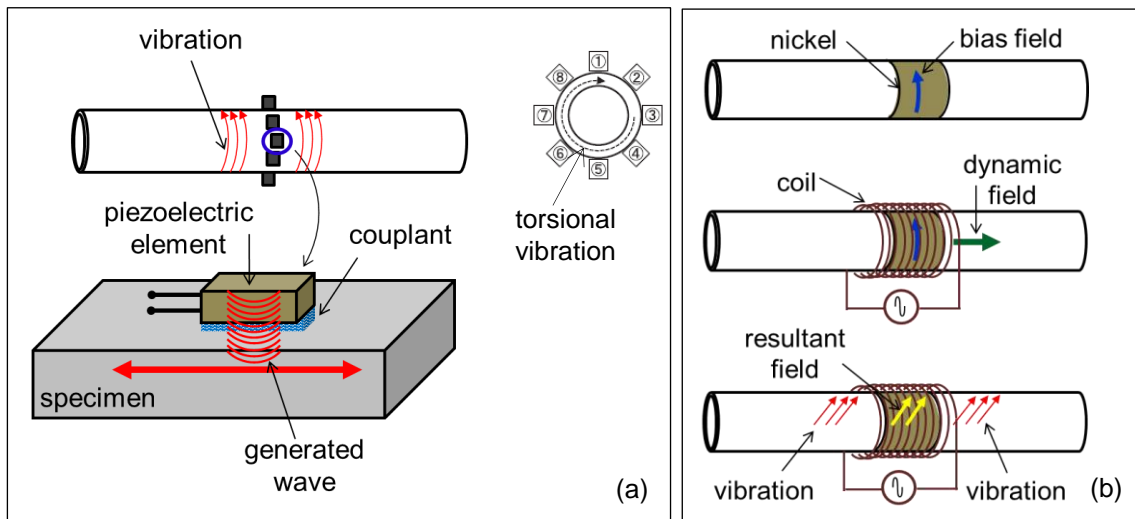 vibration
①
②
③
④
⑤
⑥
⑦
⑧
torsional
vibration
piezoelectric
element
couplant
specimen
generated
wave
(a)
nickel
bias field
coil
dynamic
field
resultant
field
vibration
vibration
(b)